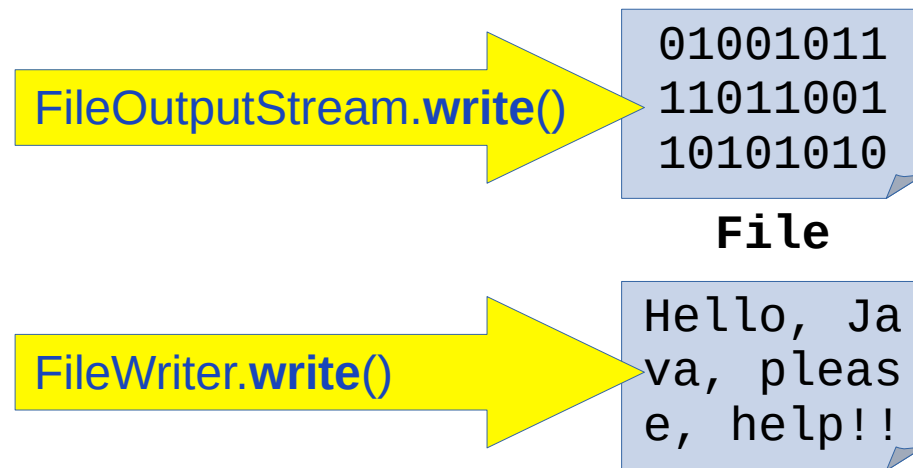 FileOutputStream.write()
01001011
11011001
10101010
File
FileWriter.write()
Hello, Ja
va, pleas
e, help!!